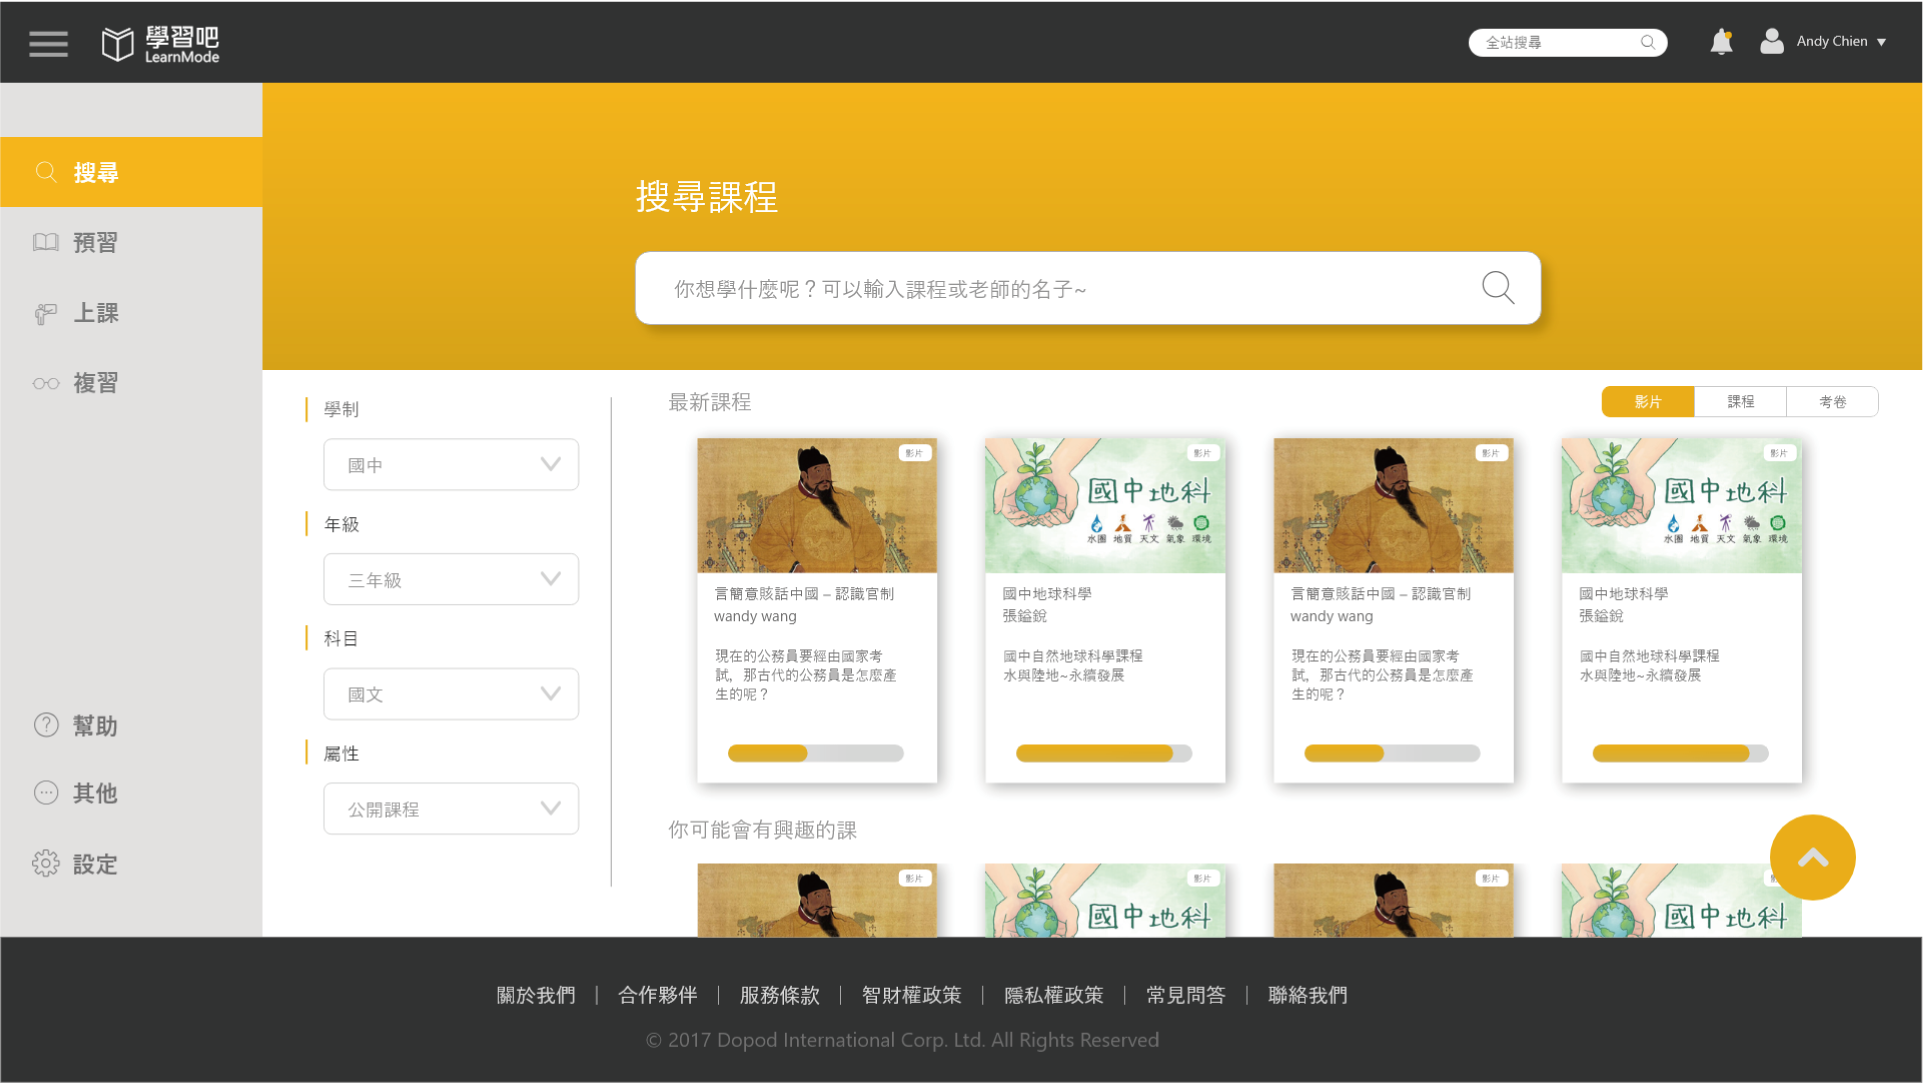 學習吧
LearnMode
全站搜尋
Andy Chien
搜尋
預習
上課
複習
幫助
其他
設定
搜尋課程
你想學什麼呢？可以輸入課程或老師的名子~
學制
國中
年級
三年級
科目
國文
屬性
公開課程
最新課程
影片 課程 考卷
影片
言簡意賅話中國 – 認識官制
wandy wang
現在的公務員要經由國家考
試，那古代的公務員是怎麼產
生的呢？
影片
國中地科
水圈 地質 天文 氣象 環境
國中地球科學
張鎰銳
國中自然地球科學課程
水與陸地~永續發展
影片
言簡意賅話中國 – 認識官制
wandy wang
現在的公務員要經由國家考
試，那古代的公務員是怎麼產
生的呢？
影片
國中地科
水圈 地質 天文 氣象 環境
國中地球科學
張鎰銳
國中自然地球科學課程
水與陸地~永續發展
你可能會有興趣的課
影片
影片
國中地科
影片
國中地科
關於我們 | 合作夥伴 | 服務條款 | 智財權政策 | 隱私權政策 | 常見問答 | 聯絡我們
© 2017 Dopod International Corp. Ltd. All Rights Reserved